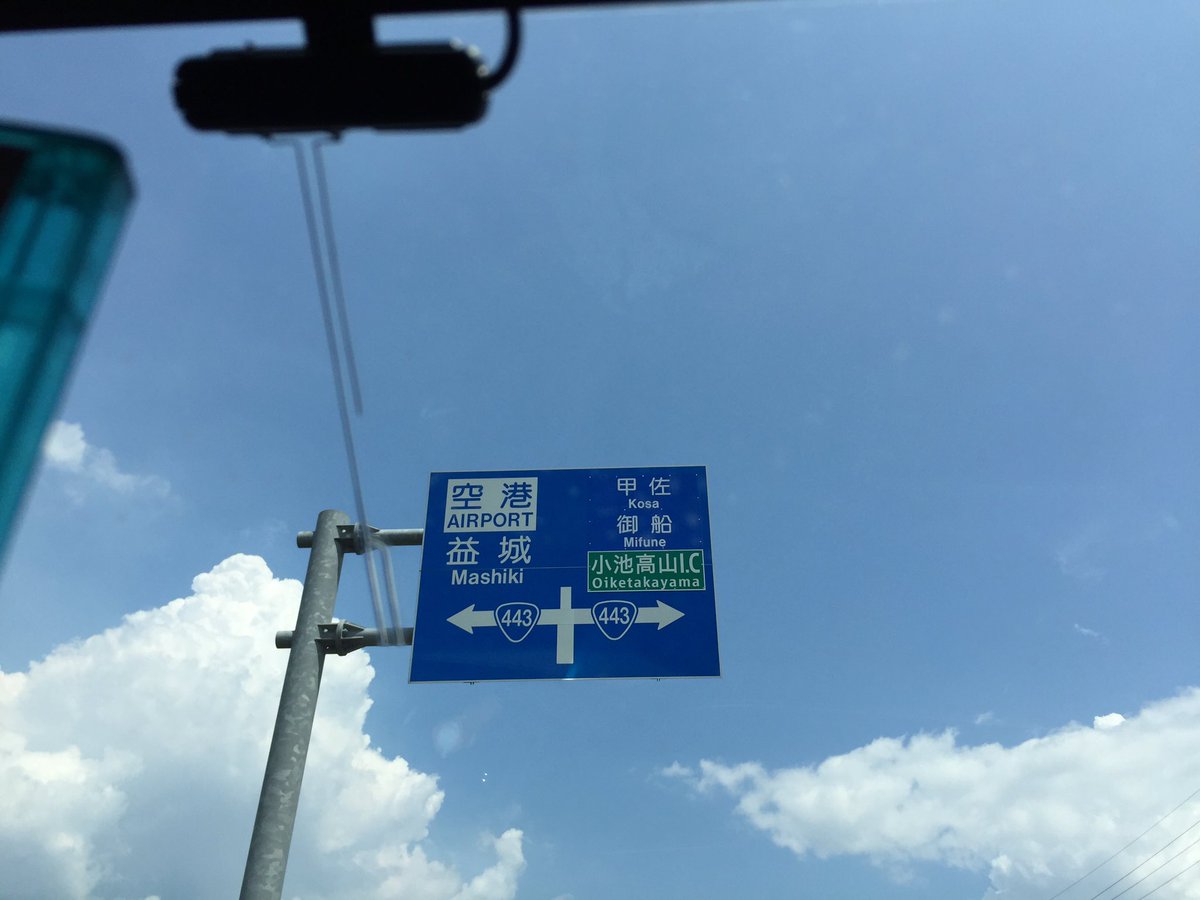 空港
AIRPORT
益城
Mashiki
443
甲佐
Kosa
御船
Mifune
小池高山I.C
Oiketakayama
443